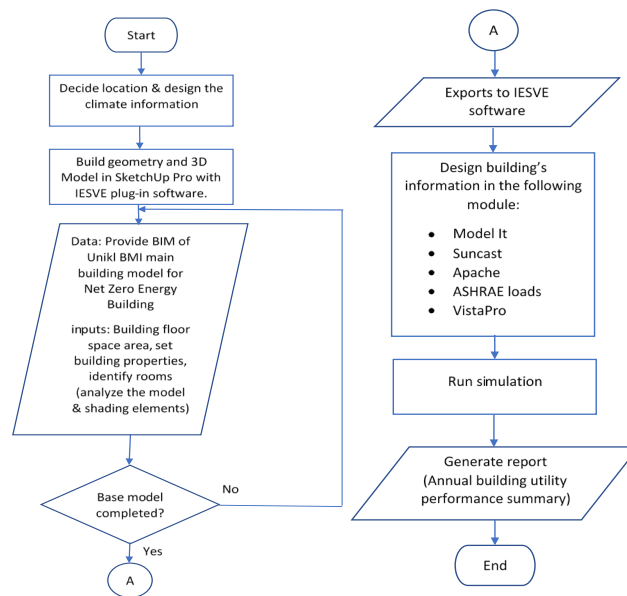 Start
Decide location & design the
climate information
Build geometry and 3D
Model in SketchUp Pro with
IESVE plug-in software.
Data: Provide BIM of
Unikl BMI main
building model for
Net Zero Energy
Building
inputs: Building floor
space area, set
building properties,
identify rooms
(analyze the model
& shading elements)
Base model
completed?
No
Yes
A
A
Exports to IESVE
software
Design building's
information in the following
module:
• Model It
• Suncast
• Apache
• ASHRAE loads
• VistaPro
Run simulation
Generate report
(Annual building utility
performance summary)
End